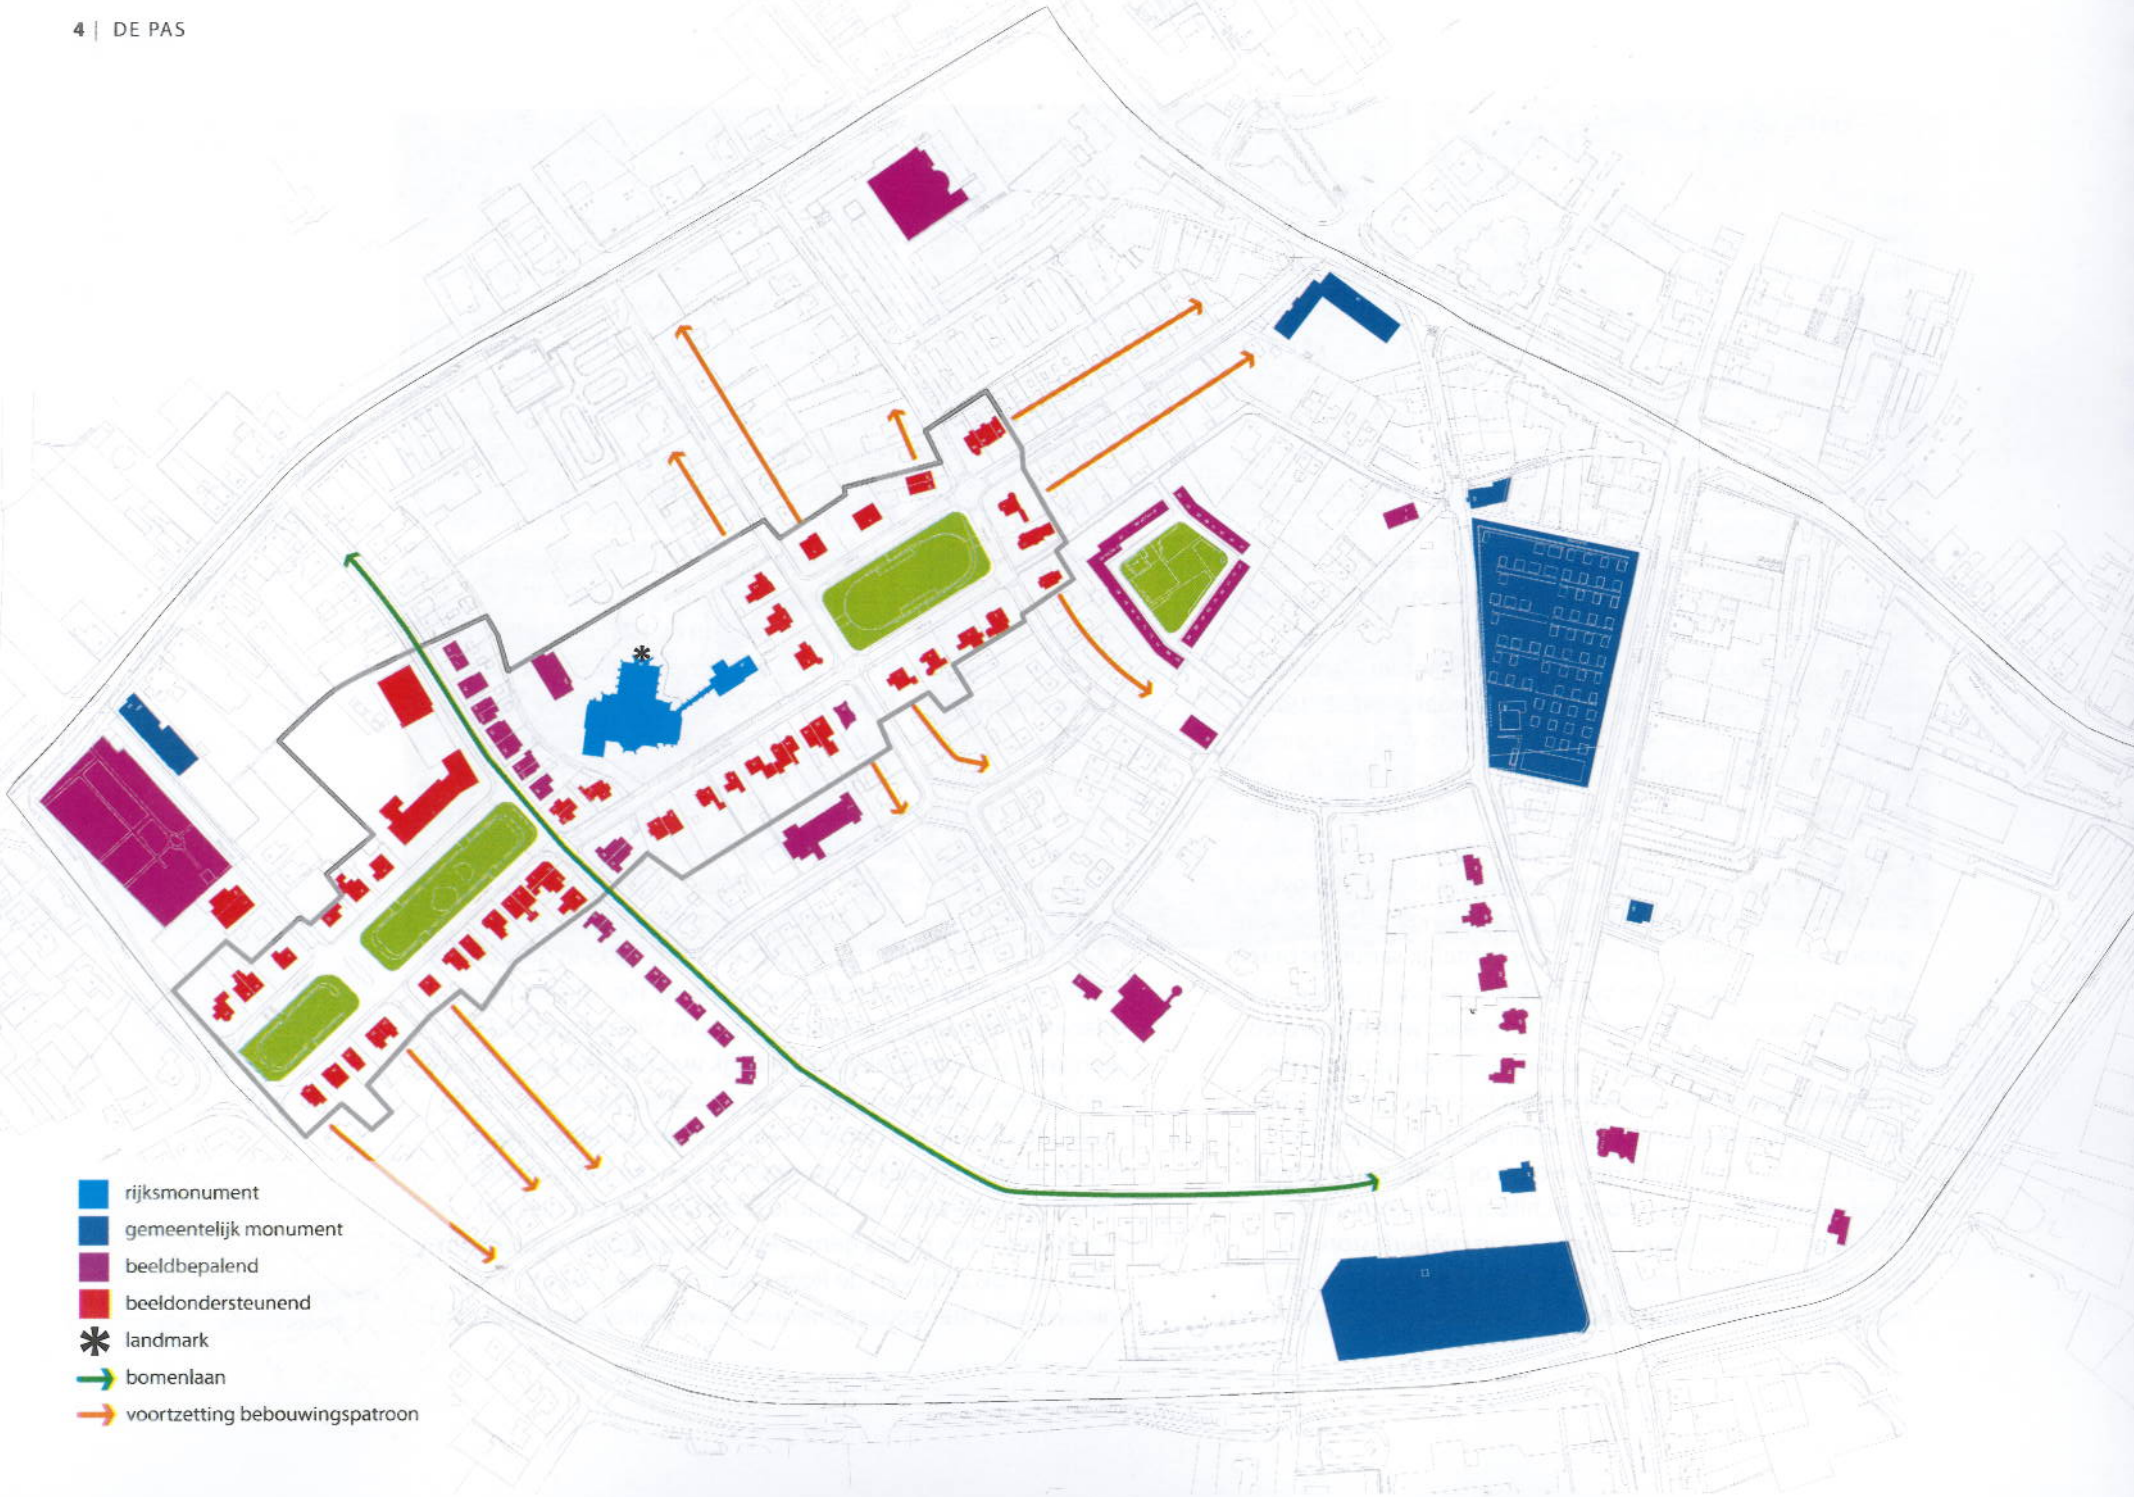 4 | DE PAS
rijksmonument
gemeentelijk monument
beeldbepalend
beeldondersteunend
landmark
bomenlaan
voortzetting bebouwingspatroon